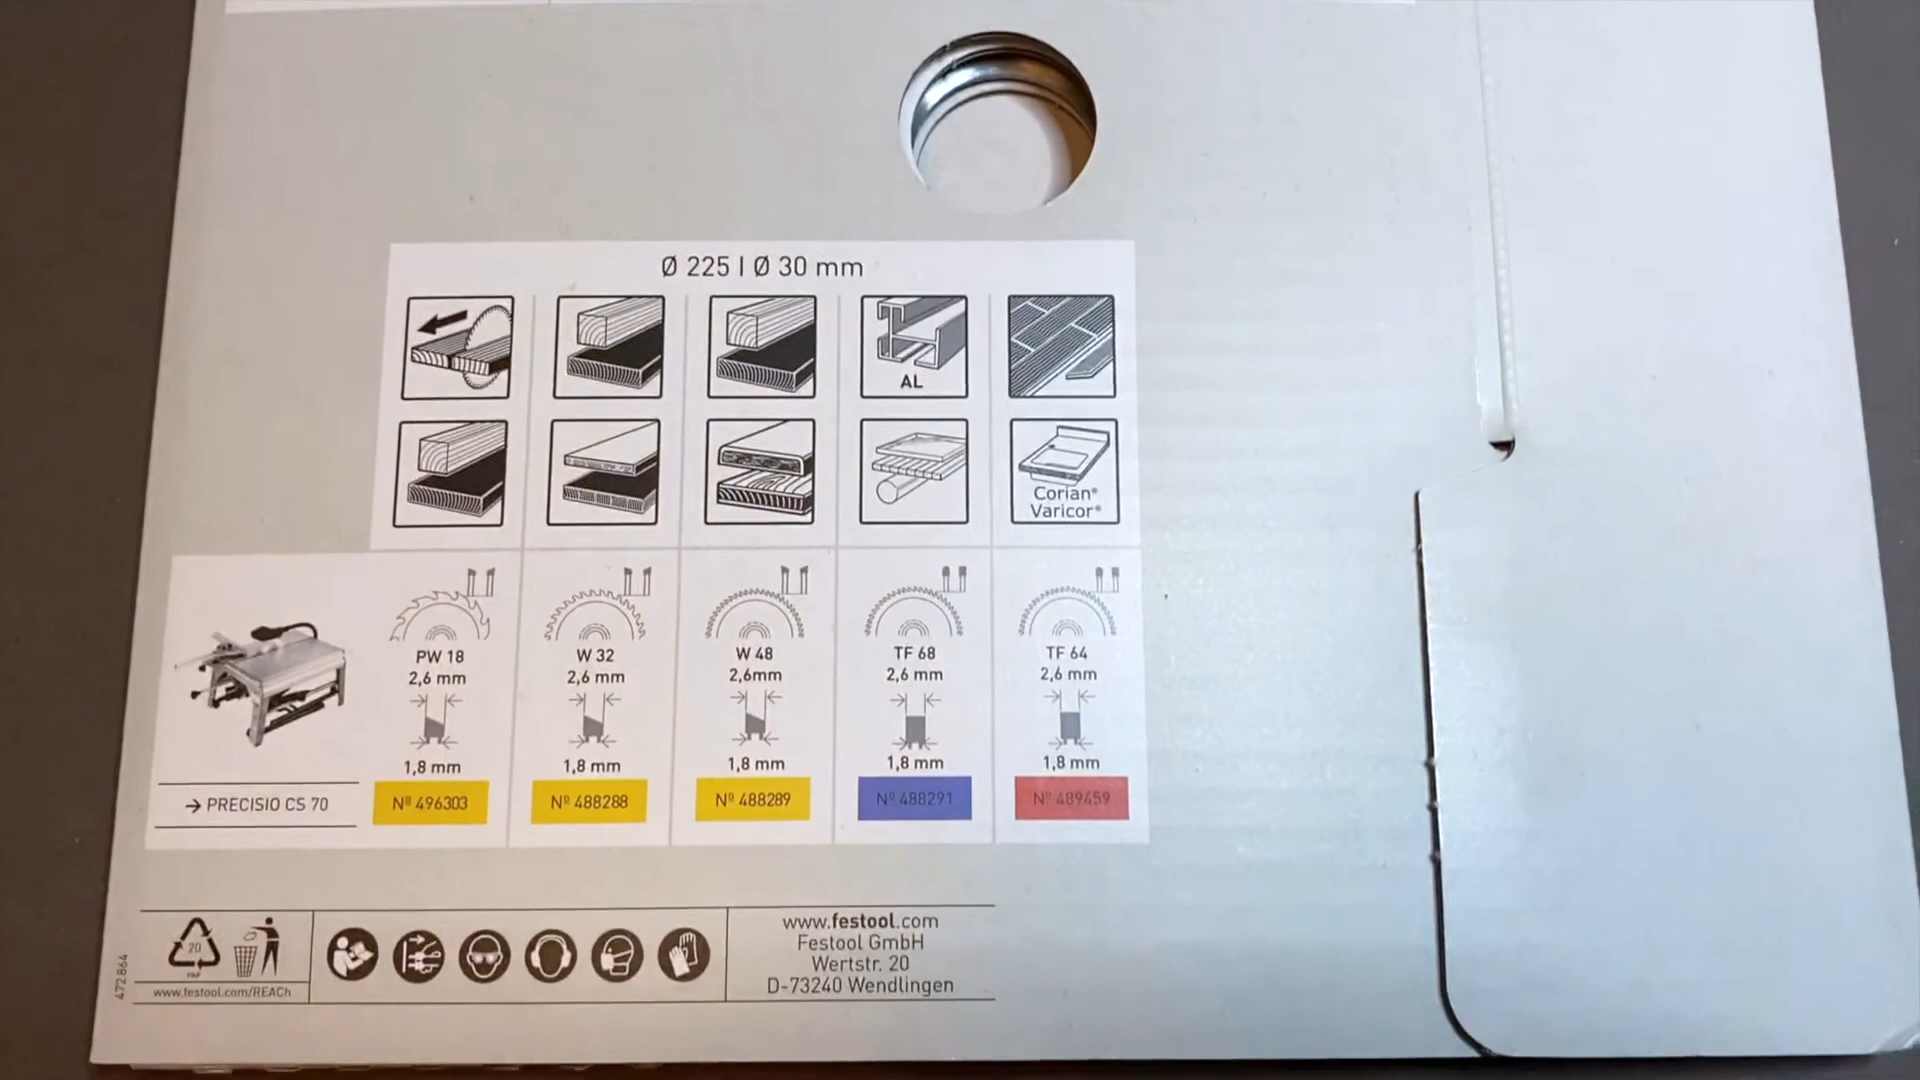 Ø 225 | Ø 30 mm
AL
Corian®
Varicor®
PW 18
2,6 mm
1,8 mm
Nº 496303
W 32
2,6 mm
1,8 mm
Nº 488288
W 48
2,6mm
1,8 mm
Nº 488289
TF 68
2,6 mm
1,8 mm
Nº 488291
TF 64
2,6 mm
1,8 mm
Nº 489459
→ PRECISIO CS 70
20
PAP
www.festool.com/REACh
472864
www.festool.com
Festool GmbH
Wertstr. 20
D-73240 Wendlingen